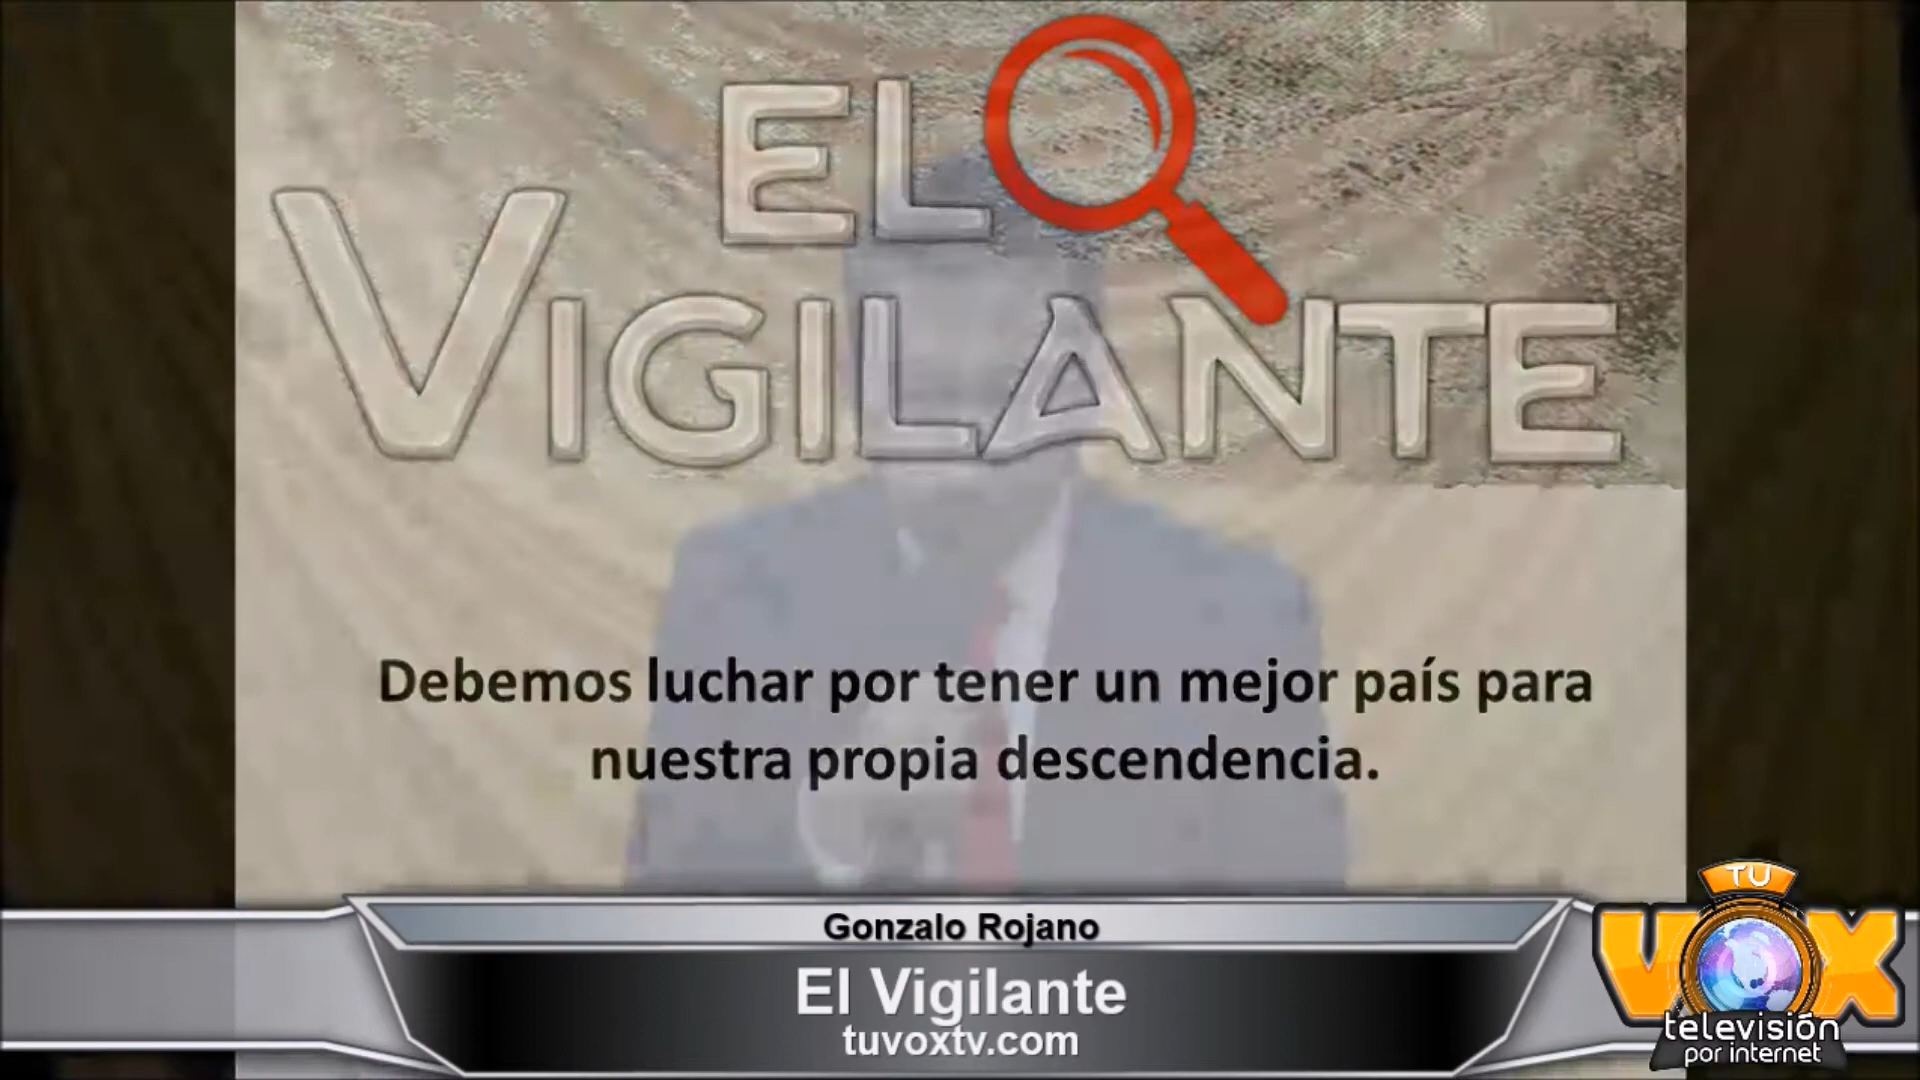 EL
VIGILANTE
Debemos luchar por tener un mejor país para
nuestra propia descendencia.
Gonzalo Rojano
El Vigilante
tuvoxtv.com
TU
VOX
televisión
por internet